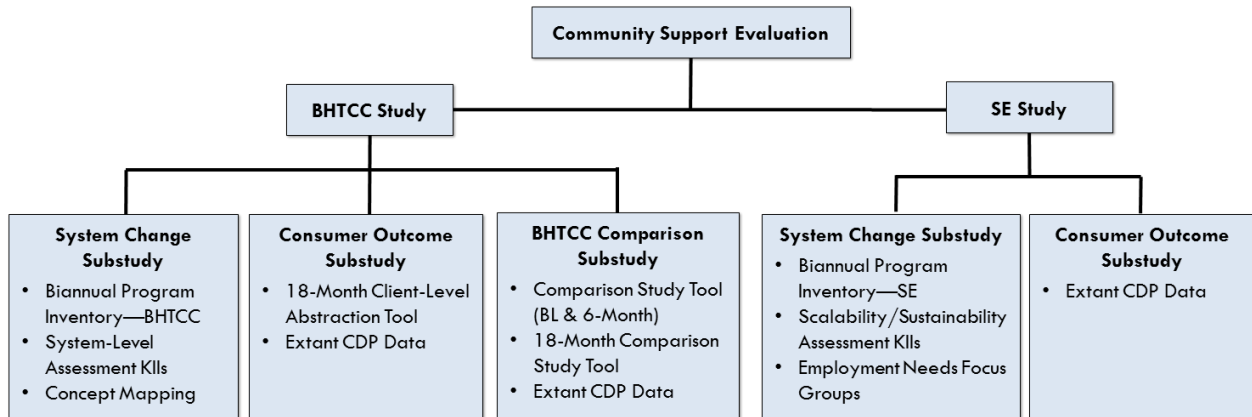 Community Support Evaluation
BHTCC Study
SE Study
System Change
Substudy
• Biannual Program
Inventory—BHTCC
• System-Level
Assessment KIIs
• Concept Mapping
Consumer Outcome
Substudy
• 18-Month Client-Level
Abstraction Tool
• Extant CDP Data
BHTCC Comparison
Substudy
• Comparison Study Tool
(BL & 6-Month)
• 18-Month Comparison
Study Tool
• Extant CDP Data
System Change Substudy
• Biannual Program
Inventory—SE
• Scalability/Sustainability
Assessment KIIs
• Employment Needs Focus
Groups
Consumer Outcome
Substudy
• Extant CDP Data